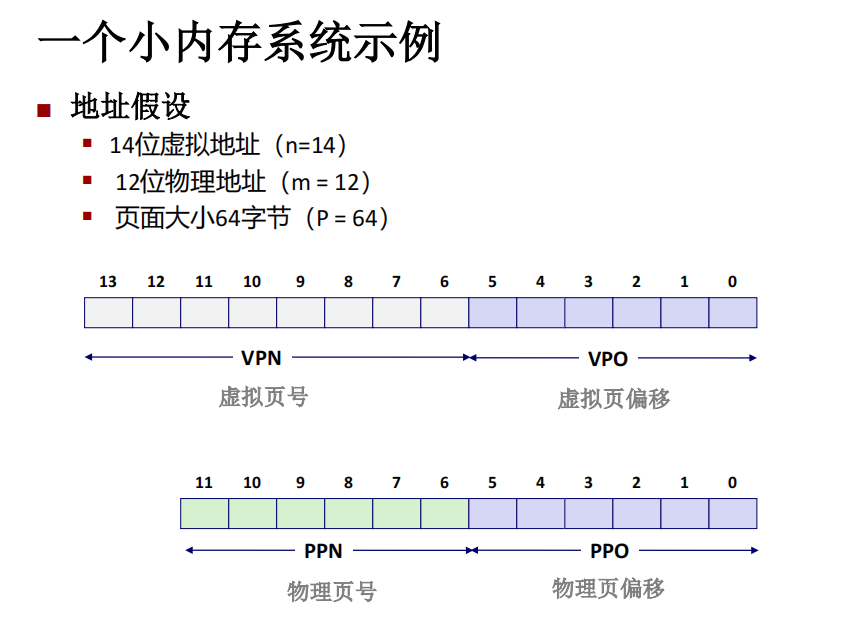 一个小内存系统示例
地址假设
14位虚拟地址（n=14）
12位物理地址（m = 12）
页面大小64字节（P = 64）
13 12 11 10 9 8 7 6 5 4 3 2 1 0
VPN VPO
虚拟页号 虚拟页偏移
11 10 9 8 7 6 5 4 3 2 1 0
PPN PPO
物理页号 物理页偏移